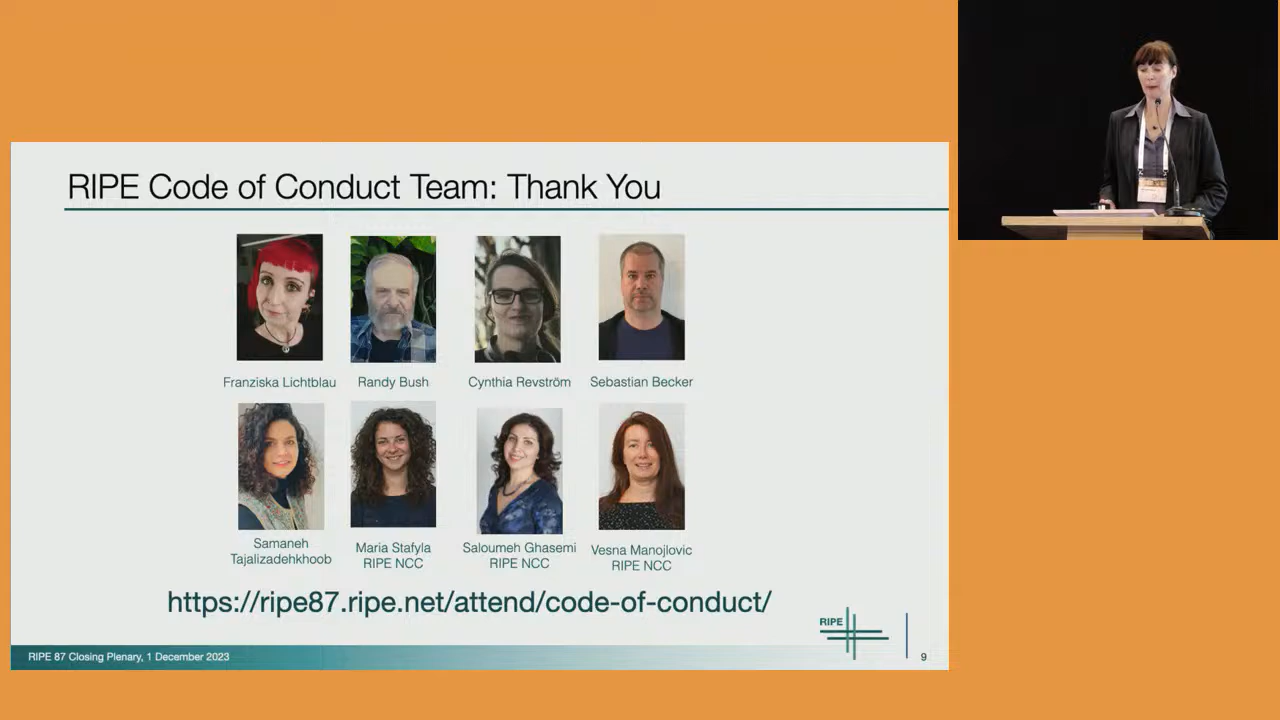 RIPE Code of Conduct Team: Thank You
Franziska Lichtblau
Randy Bush
Cynthia Revström
Sebastian Becker
Samaneh
Tajalizadehkhoob
Maria Stafyla
RIPE NCC
Saloumeh Ghasemi
RIPE NCC
Vesna Manojlovic
RIPE NCC
https://ripe87.ripe.net/attend/code-of-conduct/
RIPE
RIPE 87 Closing Plenary, 1 December 2023
9